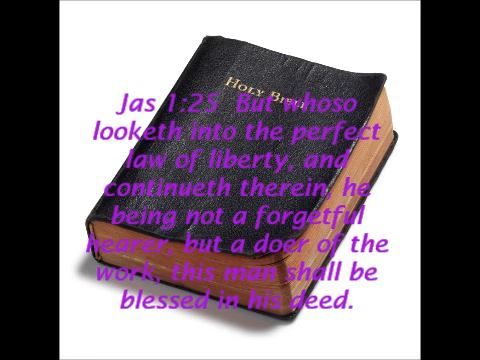 HOLY BIBLE
Jas 1:25 But whoso
looketh into the perfect
law of liberty, and
continueth therein, he
being not a forgetful
hearer, but a doer of the
work, this man shall be
blessed in his deed.